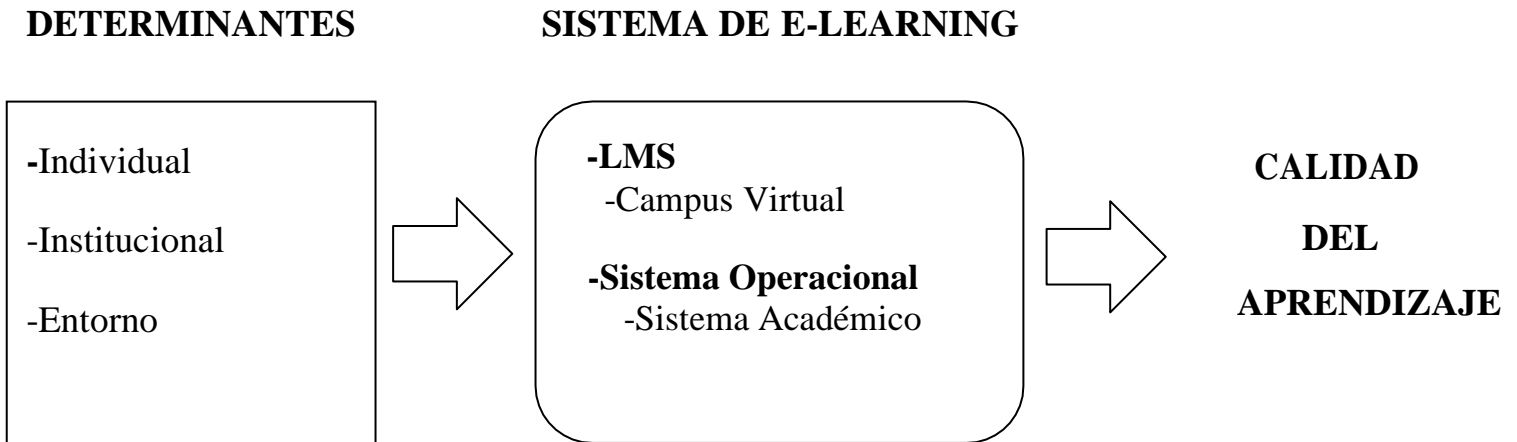 DETERMINANTES
SISTEMA DE E-LEARNING
-Individual
-Institucional
-Entorno
-LMS
-Campus Virtual
-Sistema Operacional
-Sistema Académico
CALIDAD
DEL
APRENDIZAJE